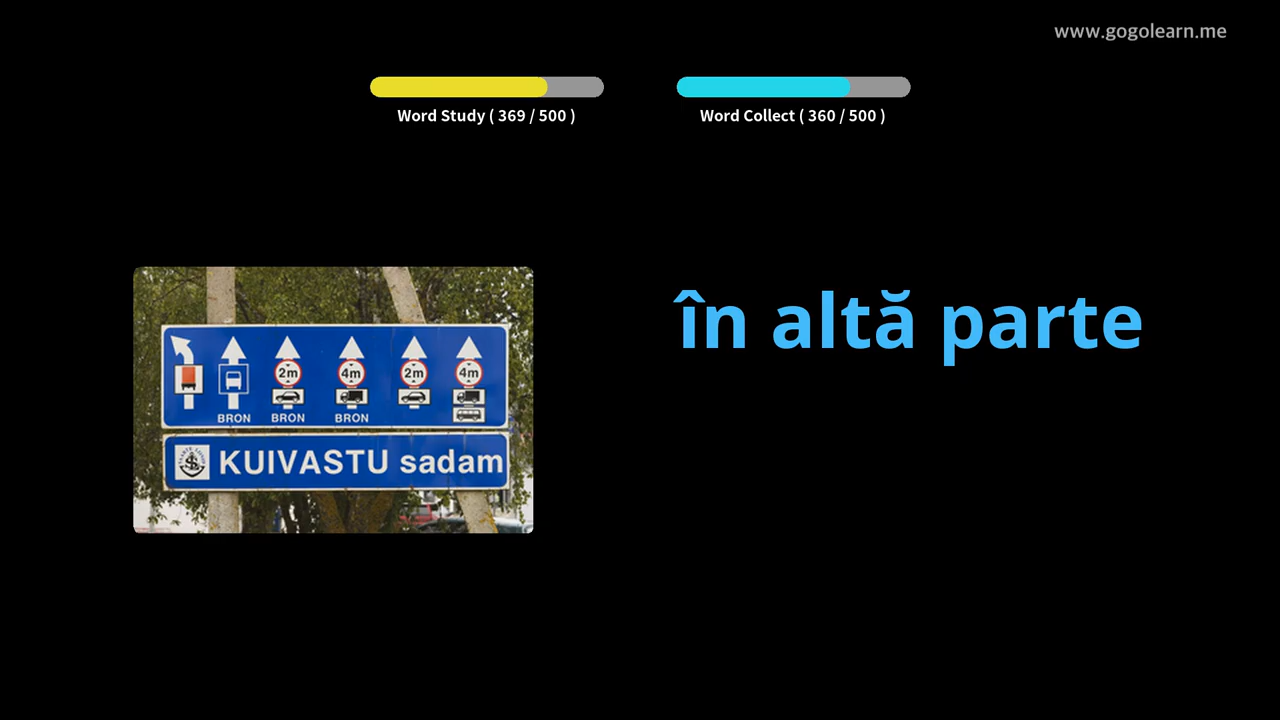 www.gogolearn.me
Word Study ( 369 / 500 )
Word Collect ( 360 / 500 )
în altă parte
2m
4m
2m
4m
BRON
BRON
BRON
KUIVASTU sadam